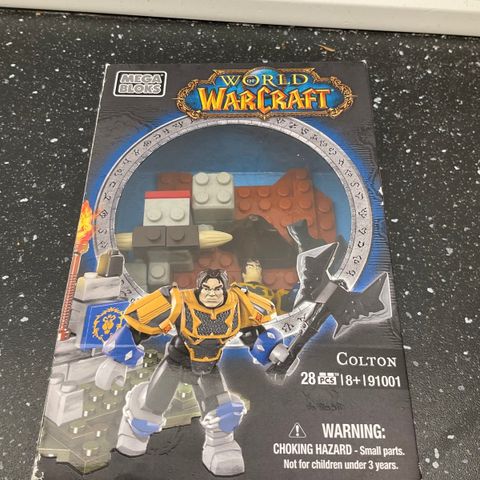 MEGA
BLOKS
WORLD
OF
WARCRAFT
COLTON
28 PCS | 8+ | 91001
WARNING:
CHOKING HAZARD - Small parts.
Not for children under 3 years.